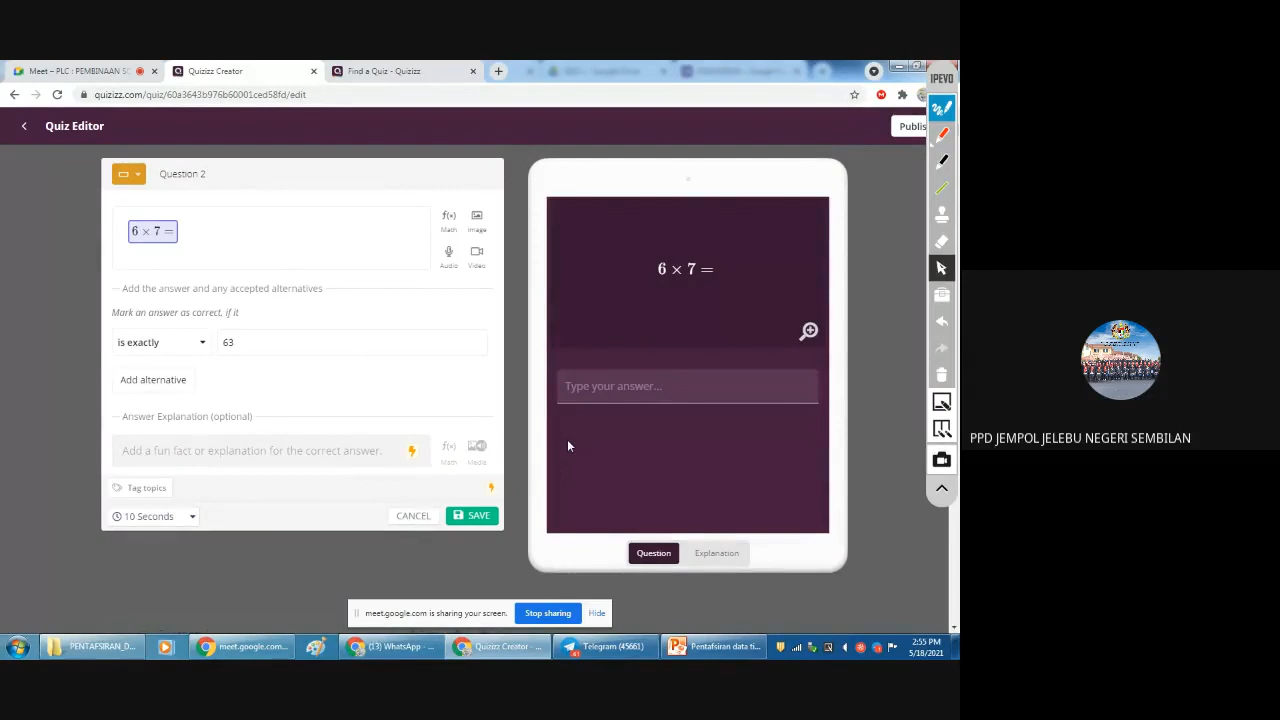 Meet – PLC : PEMBINAAN SO
Quizizz Creator
Find a Quiz - Quizizz
IPEVO
quizizz.com/quiz/60a3643b976b60001ced58fd/edit
Quiz Editor
Publis
Question 2
6 × 7 =
f(x)
Math
Image
Audio
Video
Add the answer and any accepted alternatives
Mark an answer as correct, if it
is exactly
63
Add alternative
Answer Explanation (optional)
Add a fun fact or explanation for the correct answer.
f(x)
Math
Media
Tag topics
10 Seconds
CANCEL
SAVE
6 × 7 =
Type your answer...
Question
Explanation
PPD JEMPOL JELEBU NEGERI SEMBILAN
meet.google.com is sharing your screen.
Stop sharing
Hide
PENTAFSIRAN_D...
meet.google.com...
(13) WhatsApp - ...
Quizizz Creator - ...
Telegram (45661)
Pentafsiran data ti...
2:55 PM
5/18/2021